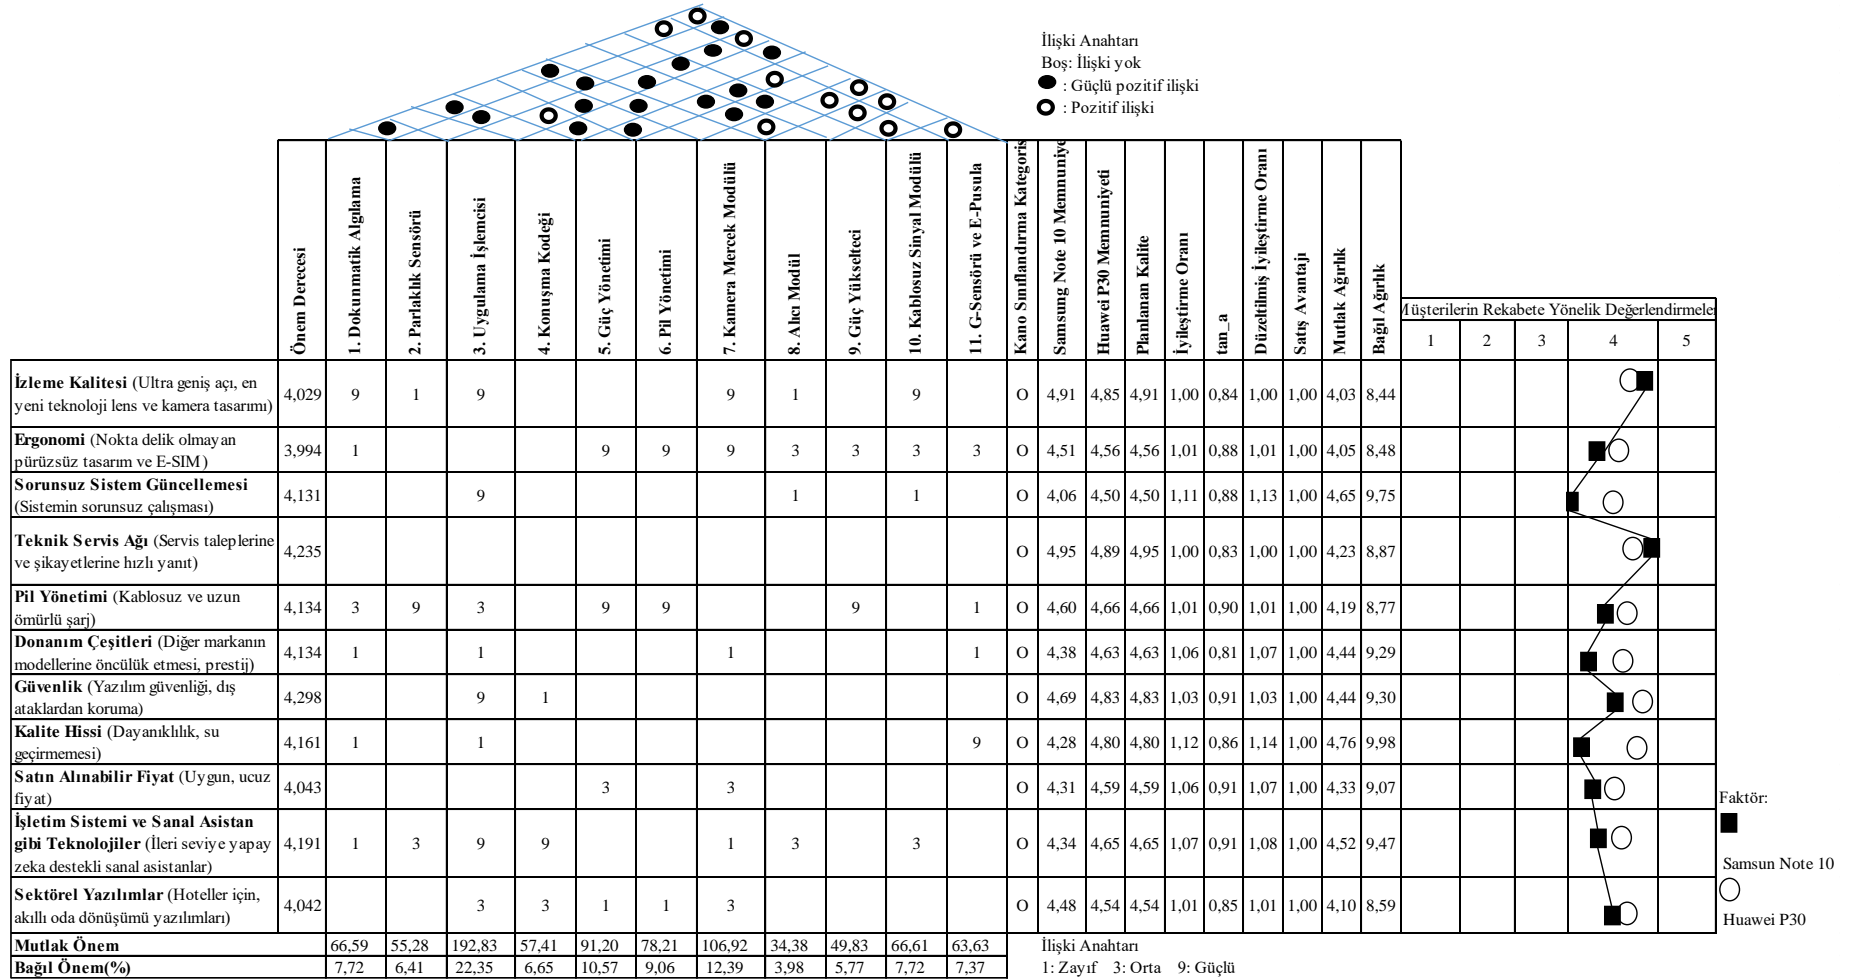 İlişki Anahtarı
Boş: İlişki yok
: Güçlü pozitif ilişki
: Pozitif ilişki
Önem Derecesi
1. Dokunmatik Algılama
2. Parlaklık Sensörü
3. Uygulama İşlemcisi
4. Konuşma Kodeği
5. Güç Yönetimi
6. Pil Yönetimi
7. Kamera Mercek Modülü
8. Alıcı Modül
9. Güç Yükselteci
10. Kablosuz Sinyal Modülü
11. G-Sensörü ve E-Pusula
Kano Sınıflandırma Kategoris
Samsung Note 10 Memnuniye
Huawei P30 Memnuniyeti
Planlanan Kalite
İyileştirme Oranı
tan_a
Düzeltilmiş İyileştirme Oranı
Satış Avantajı
Mutlak Ağırlık
Bağıl Ağırlık
Müşterilerin Rekabete Yönelik Değerlendirmeler
1 2 3 4 5
İzleme Kalitesi (Ultra geniş açı, en
yeni teknoloji lens ve kamera tasarımı)
4,029 9 1 9 9 1 9 O 4,91 4,85 4,91 1,00 0,84 1,00 1,00 4,03 8,44
Ergonomi (Nokta delik olmayan
pürüzsüz tasarım ve E-SIM)
3,994 1 9 9 9 3 3 3 3 O 4,51 4,56 4,56 1,01 0,88 1,01 1,00 4,05 8,48
Sorunsuz Sistem Güncellemesi
(Sistemin sorunsuz çalışması)
4,131 9 1 1 O 4,06 4,50 4,50 1,11 0,88 1,13 1,00 4,65 9,75
Teknik Servis Ağı (Servis taleplerine
ve şikayetlerine hızlı yanıt)
4,235 O 4,95 4,89 4,95 1,00 0,83 1,00 1,00 4,23 8,87
Pil Yönetimi (Kablosuz ve uzun
ömürlü şarj)
4,134 3 9 3 9 9 9 1 O 4,60 4,66 4,66 1,01 0,90 1,01 1,00 4,19 8,77
Donanım Çeşitleri (Diğer markanın
modellerine öncülük etmesi, prestij)
4,134 1 1 1 1 O 4,38 4,63 4,63 1,06 0,81 1,07 1,00 4,44 9,29
Güvenlik (Yazılım güvenliği, dış
ataklardan koruma)
4,298 9 1 O 4,69 4,83 4,83 1,03 0,91 1,03 1,00 4,44 9,30
Kalite Hissi (Dayanıklılık, su
geçirmemesi)
4,161 1 1 9 O 4,28 4,80 4,80 1,12 0,86 1,14 1,00 4,76 9,98
Satın Alınabilir Fiyat (Uygun, ucuz
fiyat)
4,043 3 3 O 4,31 4,59 4,59 1,06 0,91 1,07 1,00 4,33 9,07
İşletim Sistemi ve Sanal Asistan
gibi Teknolojiler (İleri seviye yapay
zeka destekli sanal asistanlar)
4,191 1 3 9 9 1 3 3 O 4,34 4,65 4,65 1,07 0,91 1,08 1,00 4,52 9,47
Sektörel Yazılımlar (Hoteller için,
akıllı oda dönüşümü yazılımları)
4,042 3 3 1 1 3 O 4,48 4,54 4,54 1,01 0,85 1,01 1,00 4,10 8,59
Mutlak Önem 66,59 55,28 192,83 57,41 91,20 78,21 106,92 34,38 49,83 66,61 63,63
Bağıl Önem(%) 7,72 6,41 22,35 6,65 10,57 9,06 12,39 3,98 5,77 7,72 7,37
İlişki Anahtarı
1: Zayıf 3: Orta 9: Güçlü
Faktör:
Samsun Note 10
Huawei P30